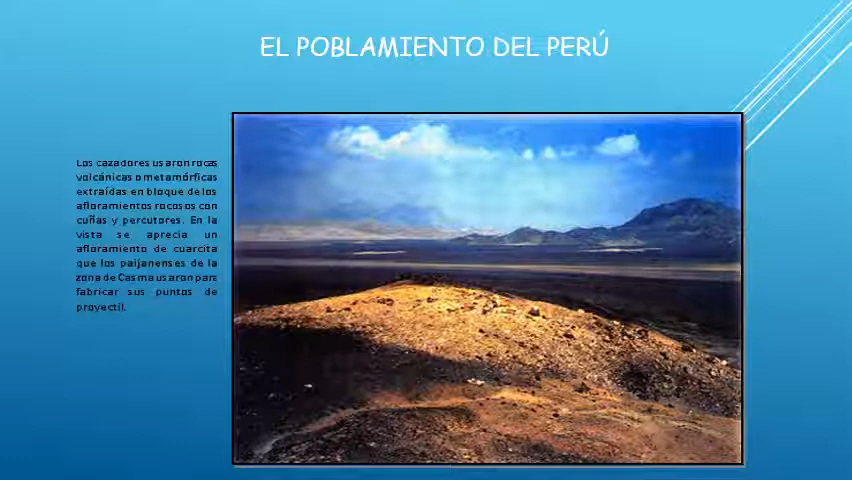 EL POBLAMIENTO DEL PERÚ
Los cazadores usaron rocas
volcánicas o metamórficas
extraídas en bloque de los
afloramientos rocosos con
cuñas y percutores. En la
vista se aprecia un
afloramiento de cuarcita
que los paijanenses de la
zona de Casma usaron para
fabricar sus puntos de
proyectil.